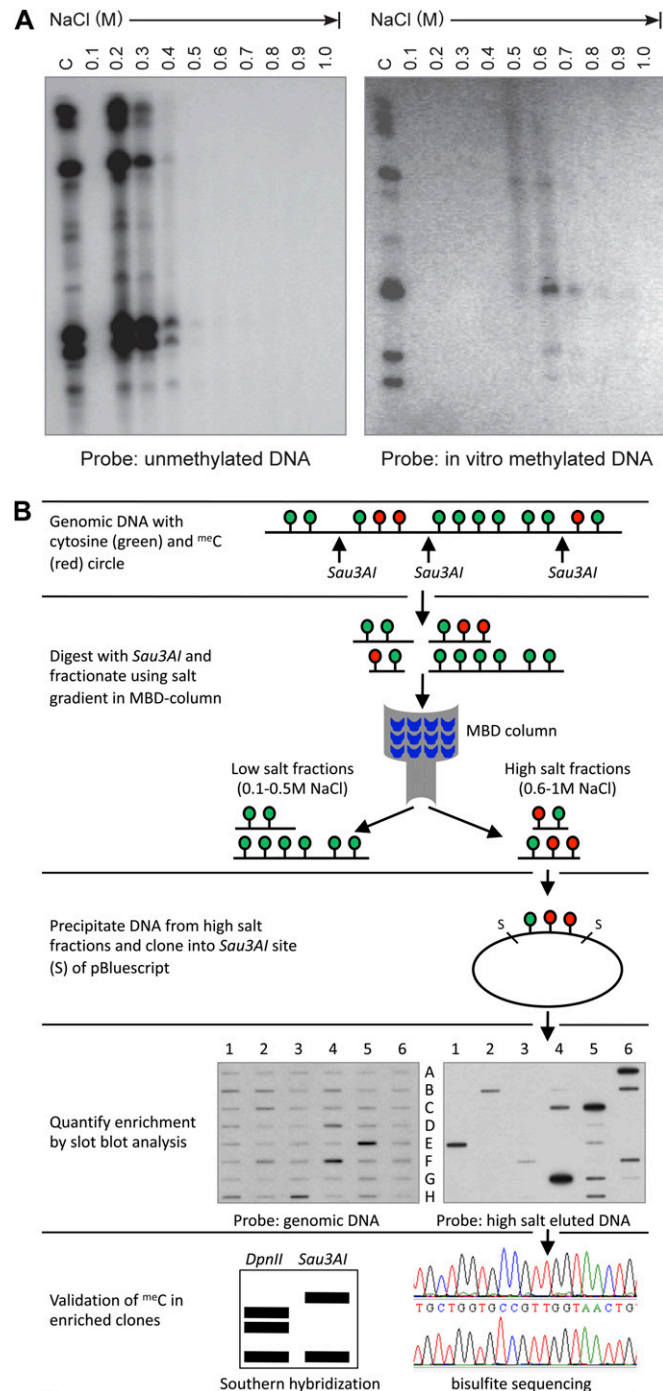 A
NaCl (M)
NaCl (M)
C 0.1 0.2 0.3 0.4 0.5 0.6 0.7 0.8 0.9 1.0
C 0.1 0.2 0.3 0.4 0.5 0.6 0.7 0.8 0.9 1.0
Probe: unmethylated DNA
Probe: in vitro methylated DNA
B
Genomic DNA with
cytosine (green) and meC
(red) circle
Sau3AI Sau3AI Sau3AI
Digest with Sau3AI and
fractionate using salt
gradient in MBD-column
MBD column
Low salt fractions
(0.1-0.5M NaCl)
High salt fractions
(0.6-1M NaCl)
Precipitate DNA from high salt
fractions and clone into Sau3AI site
(S) of pBluescript
S S
Quantify enrichment
by slot blot analysis
1 2 3 4 5 6
1 2 3 4 5 6
A
B
C
D
E
F
G
H
Probe: genomic DNA
Probe: high salt eluted DNA
Validation of meC in
enriched clones
DpnII Sau3AI
Southern hybridization
TGCTGGTGCCGTTGGTAACTG
bisulfite sequencing